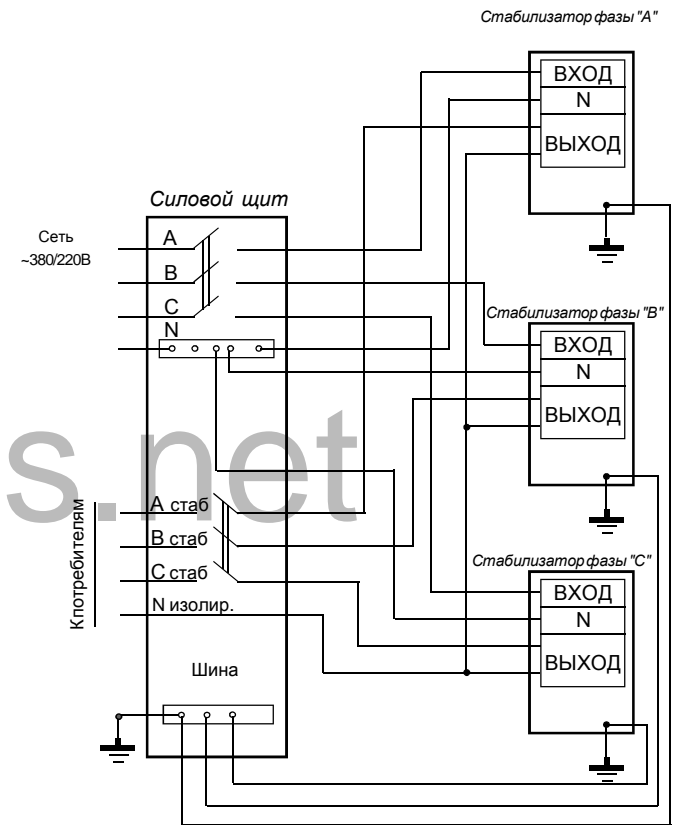 Стабилизатор фазы "А"
ВХОД
N
ВЫХОД
Силовой щит
Сеть
~380/220В
A
B
C
N
Стабилизатор фазы "В"
ВХОД
N
ВЫХОД
s.net
К потребителям
А стаб
В стаб
С стаб
N изолир.
Стабилизатор фазы "С"
ВХОД
N
ВЫХОД
Шина